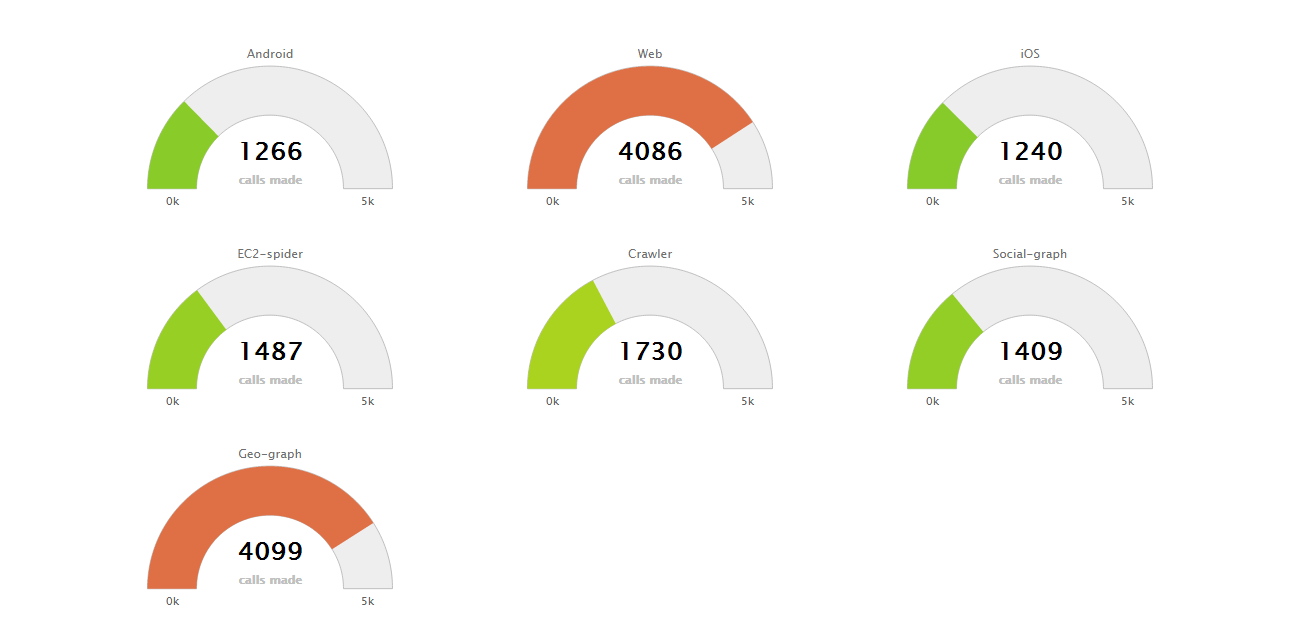 Android
1266
calls made
0k 5k
Web
4086
calls made
0k 5k
iOS
1240
calls made
0k 5k
EC2-spider
1487
calls made
0k 5k
Crawler
1730
calls made
0k 5k
Social-graph
1409
calls made
0k 5k
Geo-graph
4099
calls made
0k 5k